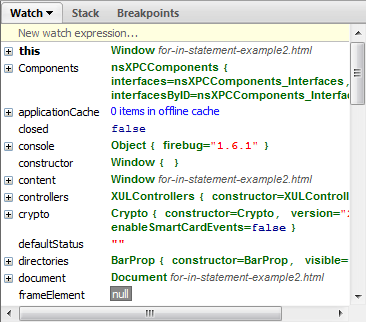 Watch Stack Breakpoints
New watch expression...
this Window for-in-statement-example2.html
Components nsXPCComponents {
interfaces=nsXPCComponents_Interfaces,
interfacesByID=nsXPCComponents_Interfac
applicationCache 0 items in offline cache
closed false
console Object { firebug="1.6.1" }
constructor Window { }
content Window for-in-statement-example2.html
controllers XULControllers { constructor=XULControll
crypto Crypto { constructor=Crypto, version="
enableSmartCardEvents=false }
defaultStatus ""
directories BarProp { constructor=BarProp, visible=
document Document for-in-statement-example2.html
frameElement null